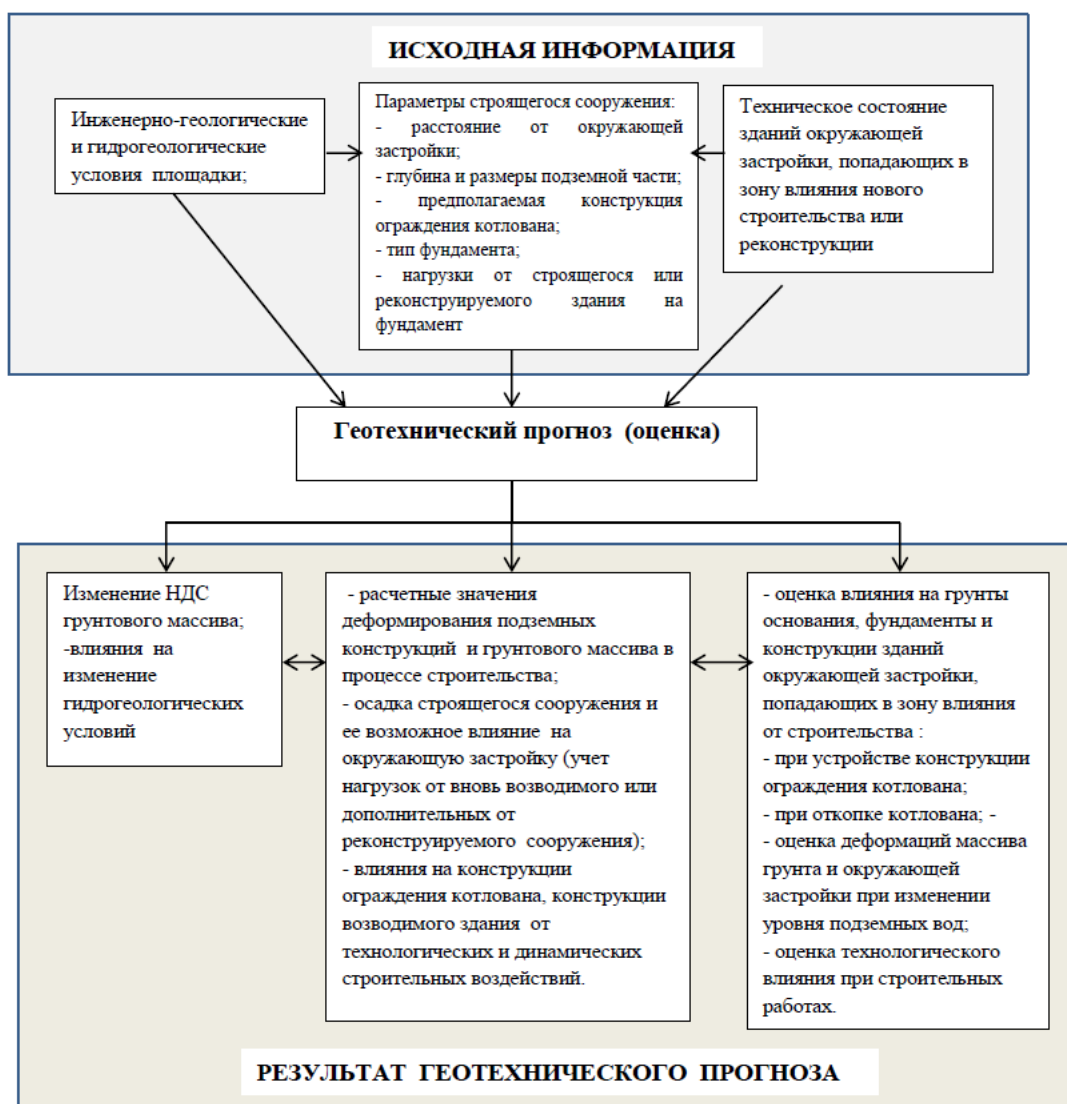 ИСХОДНАЯ ИНФОРМАЦИЯ
Инженерно-геологические
и гидрогеологические
условия площадки;
Параметры строящегося сооружения:
- расстояние от окружающей
застройки;
- глубина и размеры подземной части;
- предполагаемая конструкция
ограждения котлована;
- тип фундамента;
- нагрузки от строящегося или
реконструируемого здания на
фундамент
Техническое состояние
зданий окружающей
застройки, попадающих в
зону влияния нового
строительства или
реконструкции
Геотехнический прогноз (оценка)
Изменение НДС
грунтового массива;
-влияния на
изменение
гидрогеологических
условий
- расчетные значения
деформирования подземных
конструкций и грунтового массива в
процессе строительства;
- осадка строящегося сооружения и
ее возможное влияние на
окружающую застройку (учет
нагрузок от вновь возводимого или
дополнительных от
реконструируемого сооружения);
- влияния на конструкции
ограждения котлована, конструкции
возводимого здания от
технологических и динамических
строительных воздействий.
- оценка влияния на грунты
основания, фундаменты и
конструкции зданий
окружающей застройки,
попадающих в зону влияния
от строительства :
- при устройстве конструкции
ограждения котлована;
- при откопке котлована; -
- оценка деформаций массива
грунта и окружающей
застройки при изменении
уровня подземных вод;
- оценка технологического
влияния при строительных
работах.
РЕЗУЛЬТАТ ГЕОТЕХНИЧЕСКОГО ПРОГНОЗА